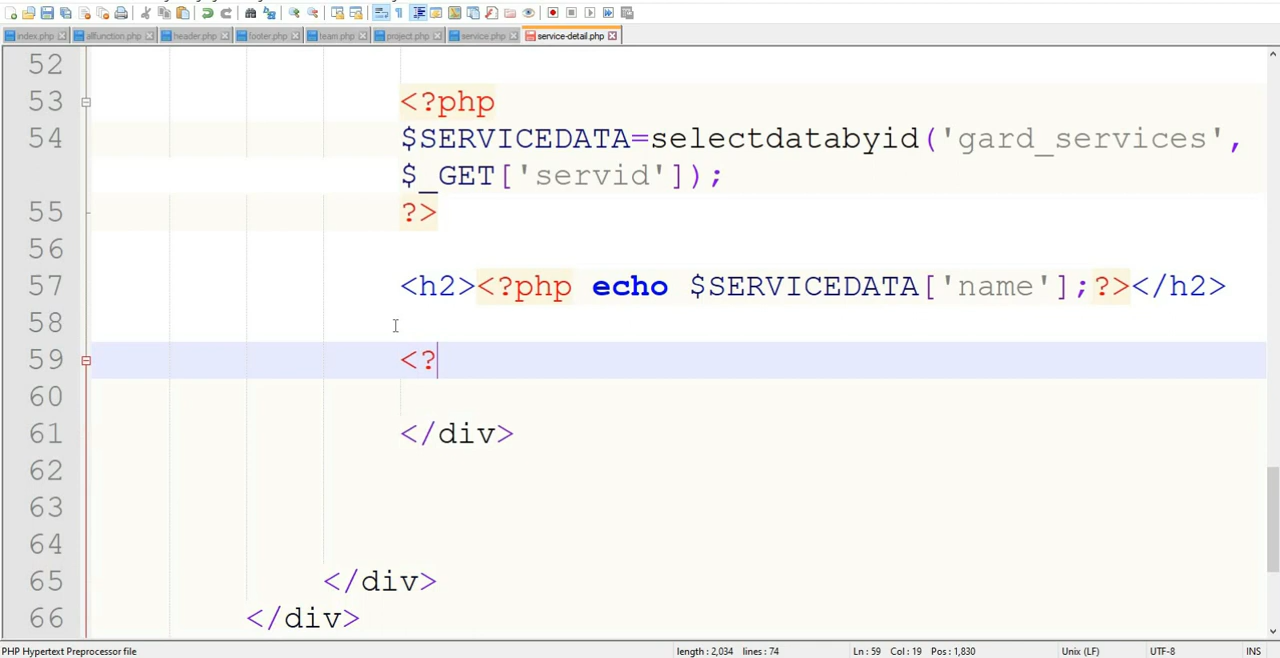 index.php
allfunction.php
header.php
footer.php
team.php
project.php
service.php
service-detail.php
52
53 <?php
54 $SERVICEDATA=selectdatabyid('gard_services',
$_GET['servid']);
55 ?>
56
57 <h2><?php echo $SERVICEDATA['name'];?></h2>
58
59 <?
60
61 </div>
62
63
64
65 </div>
66 </div>
PHP Hypertext Preprocessor file length : 2,034 lines : 74 Ln : 59 Col : 19 Pos : 1,830 Unix (LF) UTF-8 INS